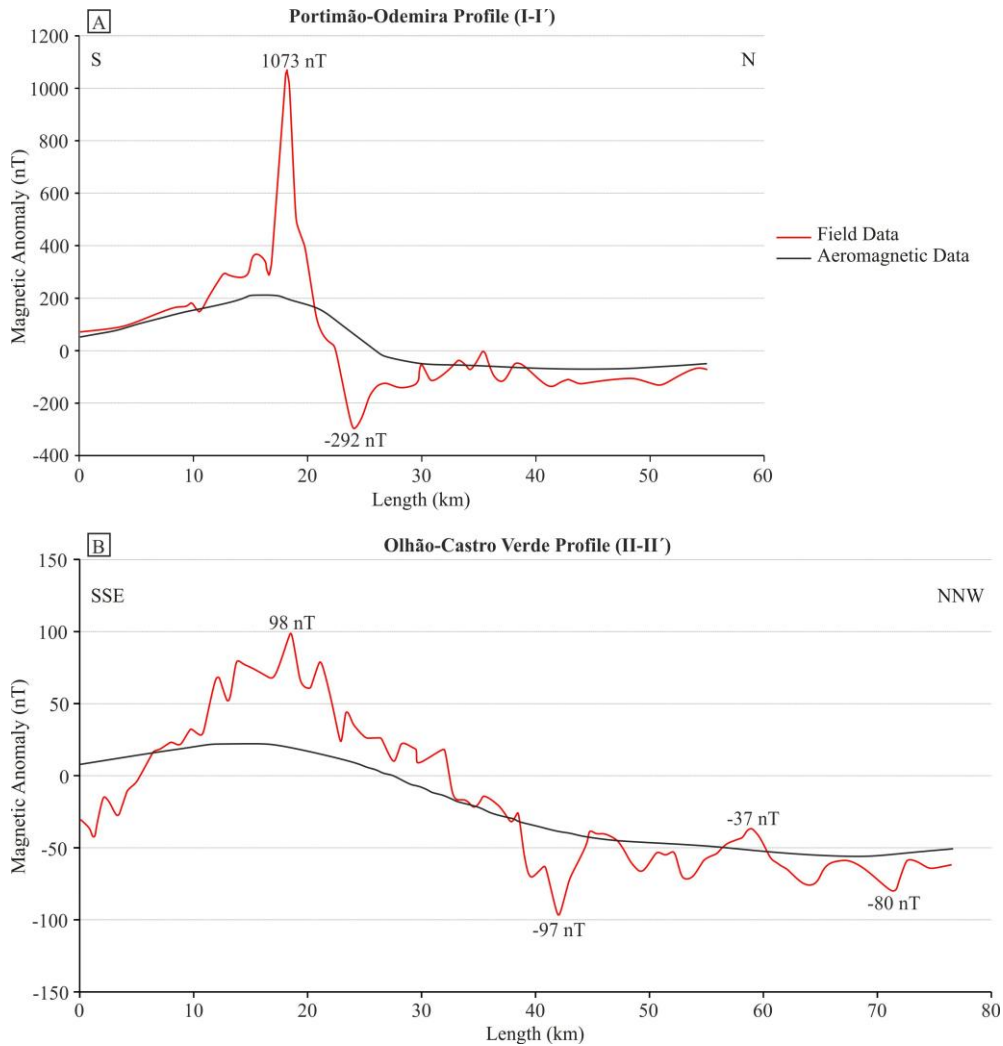 A
Portimão-Odemira Profile (I-I´)
1200
1000
800
600
400
200
0
-200
-400
Magnetic Anomaly (nT)
S
N
1073 nT
-292 nT
0 10 20 30 40 50 60
Length (km)
Field Data
Aeromagnetic Data
B
Olhão-Castro Verde Profile (II-II´)
150
100
50
0
-50
-100
-150
Magnetic Anomaly (nT)
SSE
NNW
98 nT
-37 nT
-97 nT
-80 nT
0 10 20 30 40 50 60 70 80
Length (km)